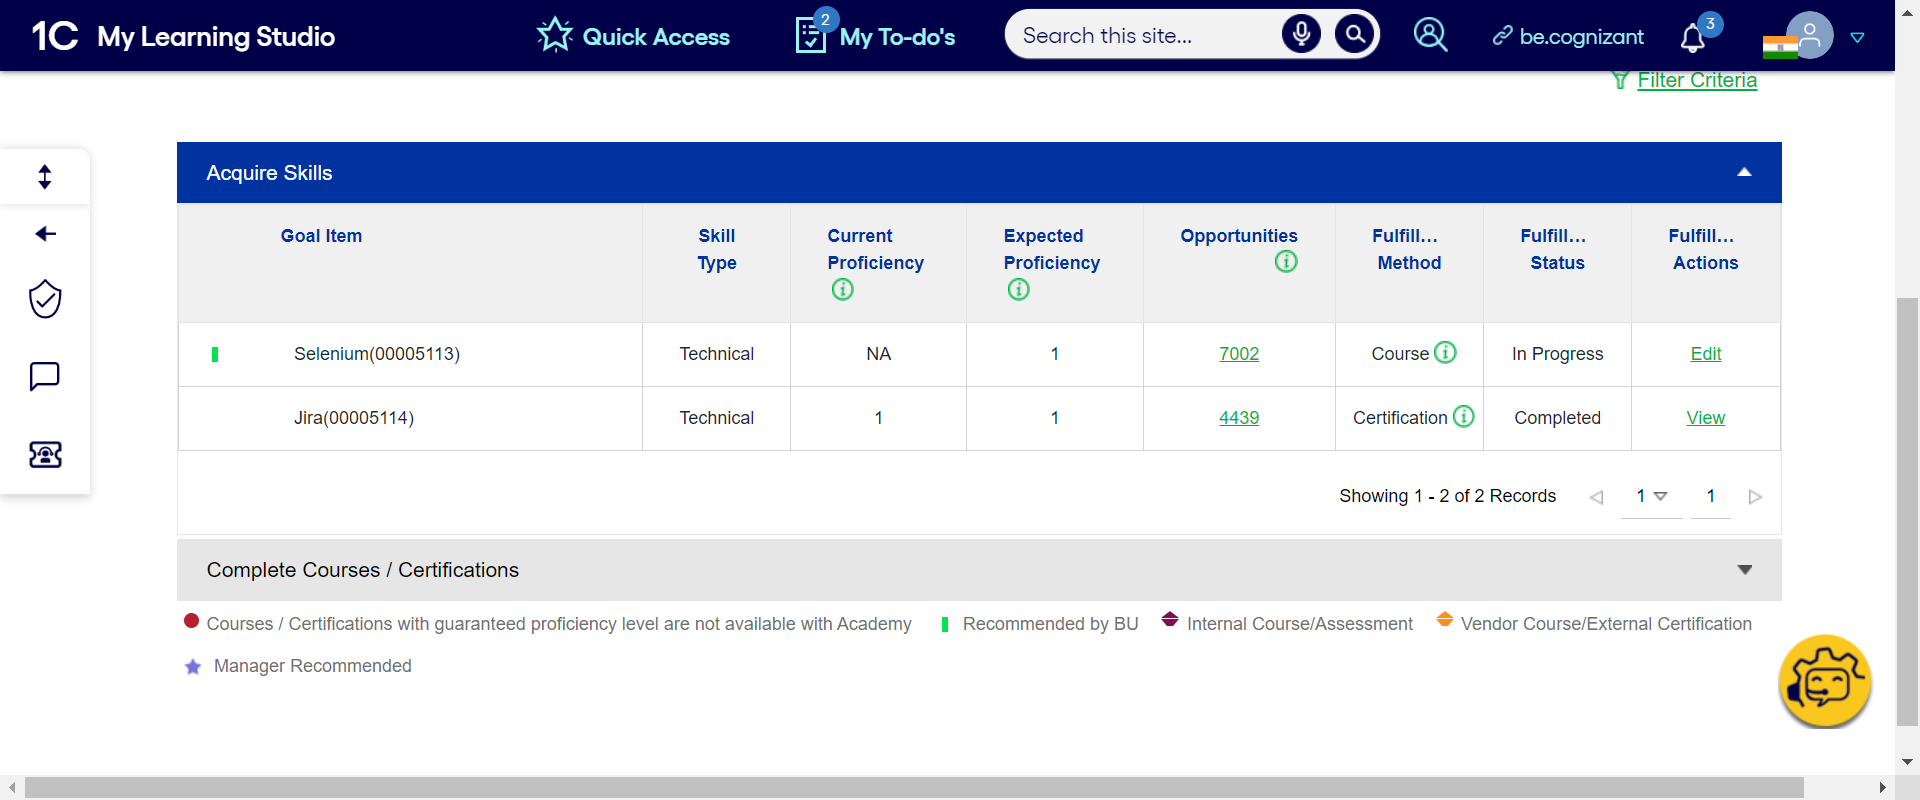 1C My Learning Studio Quick Access 2 My To-do's Search this site... be.cognizant 3
Filter Criteria
Acquire Skills
Goal Item Skill Type Current Proficiency Expected Proficiency Opportunities Fulfill... Method Fulfill... Status Fulfill... Actions
Selenium(00005113) Technical NA 1 7002 Course In Progress Edit
Jira(00005114) Technical 1 1 4439 Certification Completed View
Showing 1 - 2 of 2 Records 1 1
Complete Courses / Certifications
Courses / Certifications with guaranteed proficiency level are not available with Academy Recommended by BU Internal Course/Assessment Vendor Course/External Certification
Manager Recommended